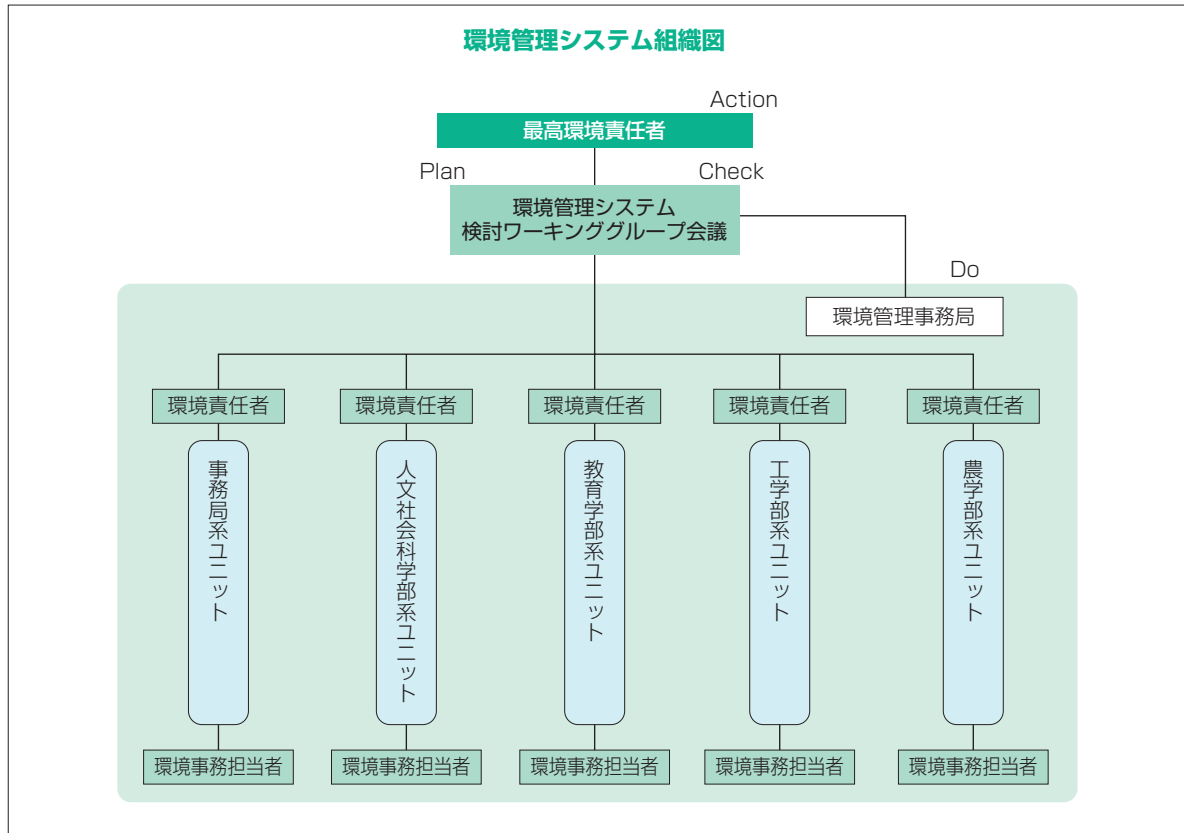 環境管理システム組織図
Action
最高環境責任者
Plan
Check
環境管理システム
検討ワーキンググループ会議
Do
環境管理事務局
環境責任者
環境責任者
環境責任者
環境責任者
環境責任者
事務局系ユニット
人文社会科学部系ユニット
教育学部系ユニット
工学部系ユニット
農学部系ユニット
環境事務担当者
環境事務担当者
環境事務担当者
環境事務担当者
環境事務担当者